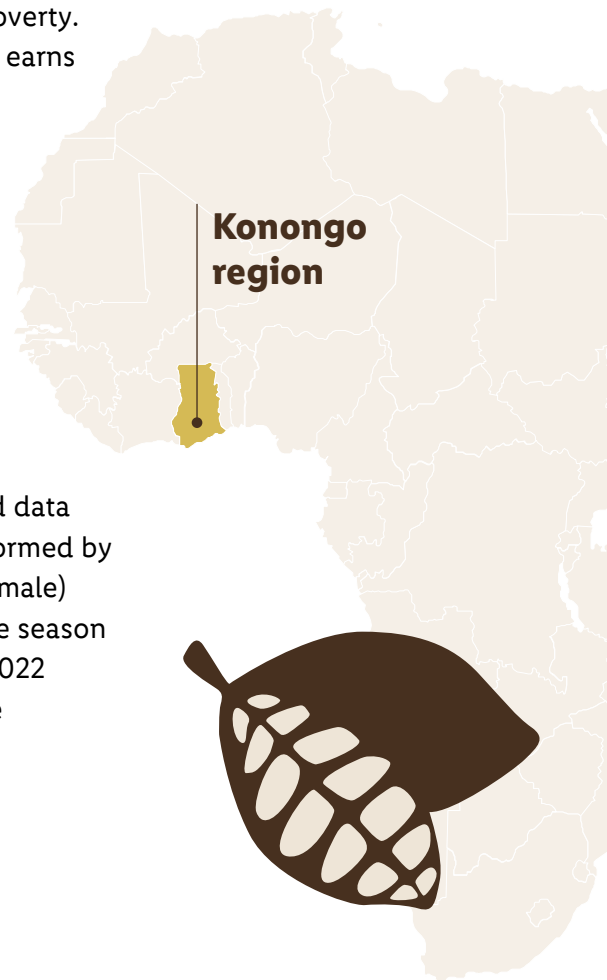 overty.
earns
Konongo
region
d data
ormed by
male)
e season
022
e